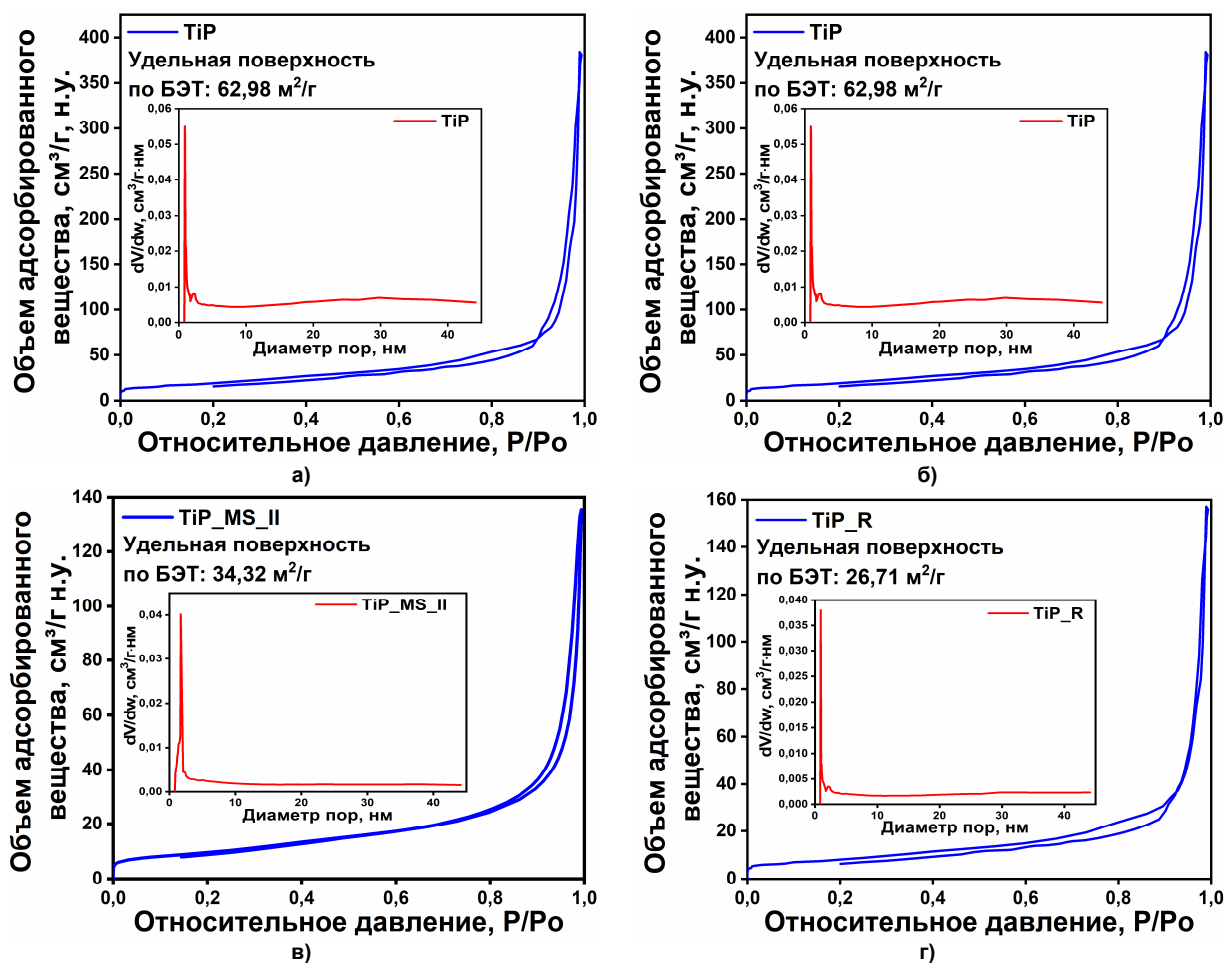 TiP
Удельная поверхность
по БЭТ: 62,98 м²/г
TiP
dV/dw, см³/г·нм
0,06
0,05
0,04
0,03
0,02
0,01
0,00
0 10 20 30 40
Диаметр пор, нм
Объем адсорбированного
вещества, см³/г, н.у.
400
350
300
250
200
150
100
50
0
0,0 0,2 0,4 0,6 0,8 1,0
Относительное давление, P/Po
а)
TiP
Удельная поверхность
по БЭТ: 62,98 м²/г
TiP
dV/dw, см³/г·нм
0,06
0,05
0,04
0,03
0,02
0,01
0,00
0 10 20 30 40
Диаметр пор, нм
Объем адсорбированного
вещества, см³/г, н.у.
400
350
300
250
200
150
100
50
0
0,0 0,2 0,4 0,6 0,8 1,0
Относительное давление, P/Po
б)
TiP_MS_II
Удельная поверхность
по БЭТ: 34,32 м²/г
TiP_MS_II
dV/dw, см³/г·нм
0,04
0,03
0,02
0,01
0,00
0 10 20 30 40
Диаметр пор, нм
Объем адсорбированного
вещества, см³/г н.у.
140
120
100
80
60
40
20
0
0,0 0,2 0,4 0,6 0,8 1,0
Относительное давление, P/Po
в)
TiP_R
Удельная поверхность
по БЭТ: 26,71 м²/г
TiP_R
dV/dw, см³/г·нм
0,040
0,035
0,030
0,025
0,020
0,015
0,010
0,005
0,000
0 10 20 30 40
Диаметр пор, нм
Объем адсорбированного
вещества, см³/г н.у.
160
140
120
100
80
60
40
20
0
0,0 0,2 0,4 0,6 0,8 1,0
Относительное давление, P/Po
г)